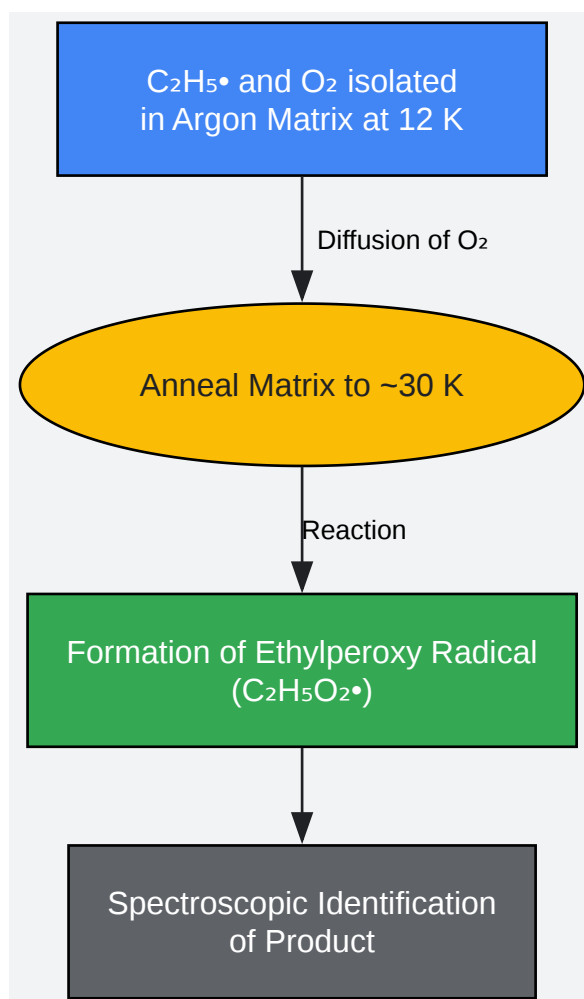 C₂H₅• and O₂ isolated
in Argon Matrix at 12 K
Diffusion of O₂
Anneal Matrix to ~30 K
Reaction
Formation of Ethylperoxy Radical
(C₂H₅O₂•)
Spectroscopic Identification
of Product